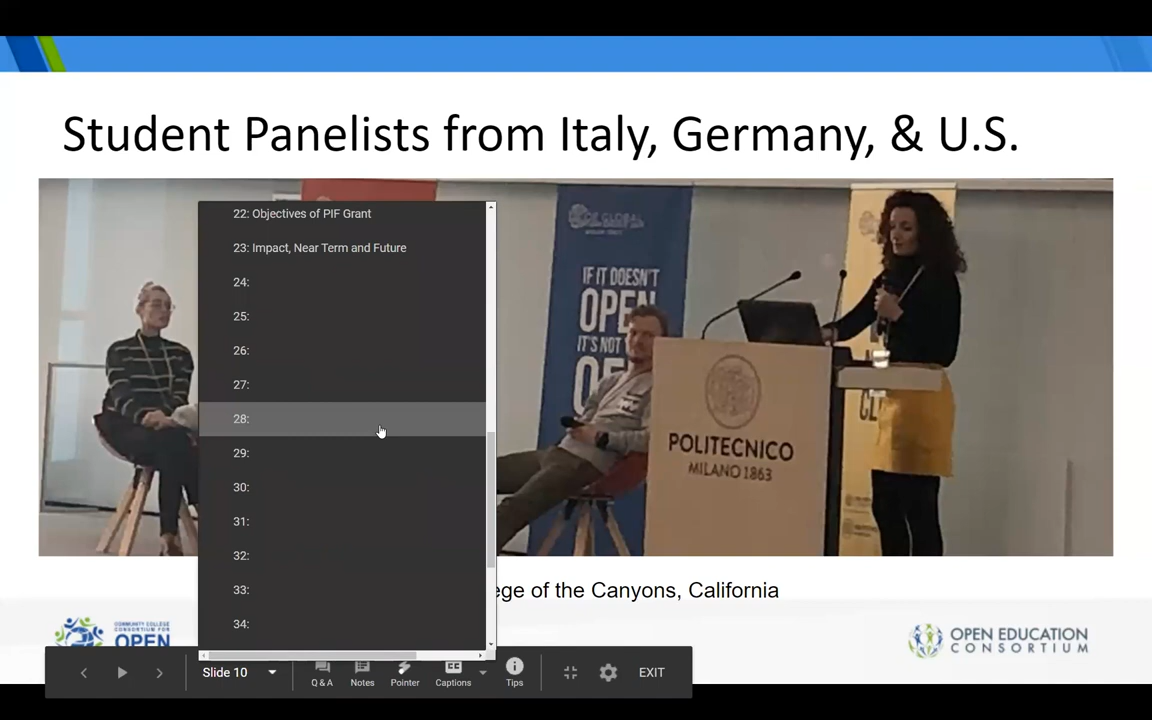 Student Panelists from Italy, Germany, & U.S.
22: Objectives of PIF Grant
23: Impact, Near Term and Future
24:
25:
26:
27:
28:
29:
30:
31:
32:
33:
34:
IF IT DOESN'T
OPEN
IT'S NOT
POLITECNICO
MILANO 1863
ege of the Canyons, California
COMMUNITY COLLEGE
CONSORTIUM FOR
OPEN
OPEN EDUCATION
CONSORTIUM
Slide 10
Q & A
Notes
Pointer
Captions
Tips
EXIT